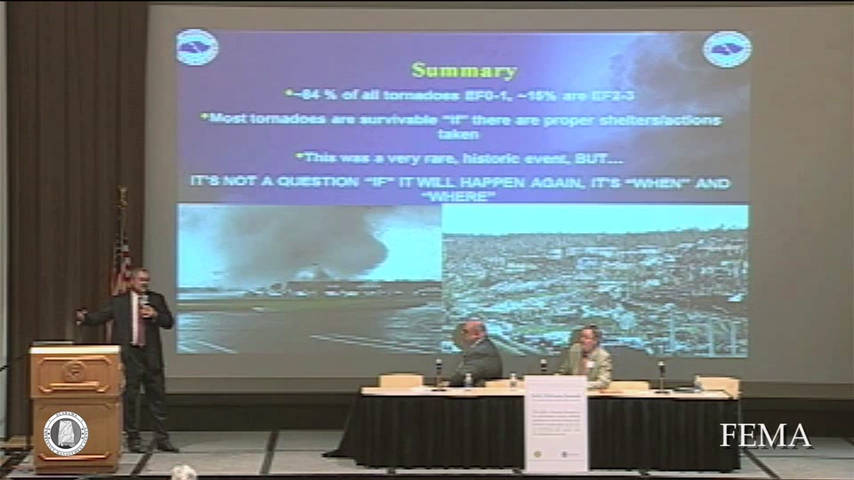 Summary
~84 % of all tornadoes EF0-1, ~15% are EF2-3
Most tornadoes are survivable "if" there are proper shelters/actions
taken
This was a very rare, historic event, BUT...
IT'S NOT A QUESTION "IF" IT WILL HAPPEN AGAIN, IT'S "WHEN" AND
"WHERE"
FEMA